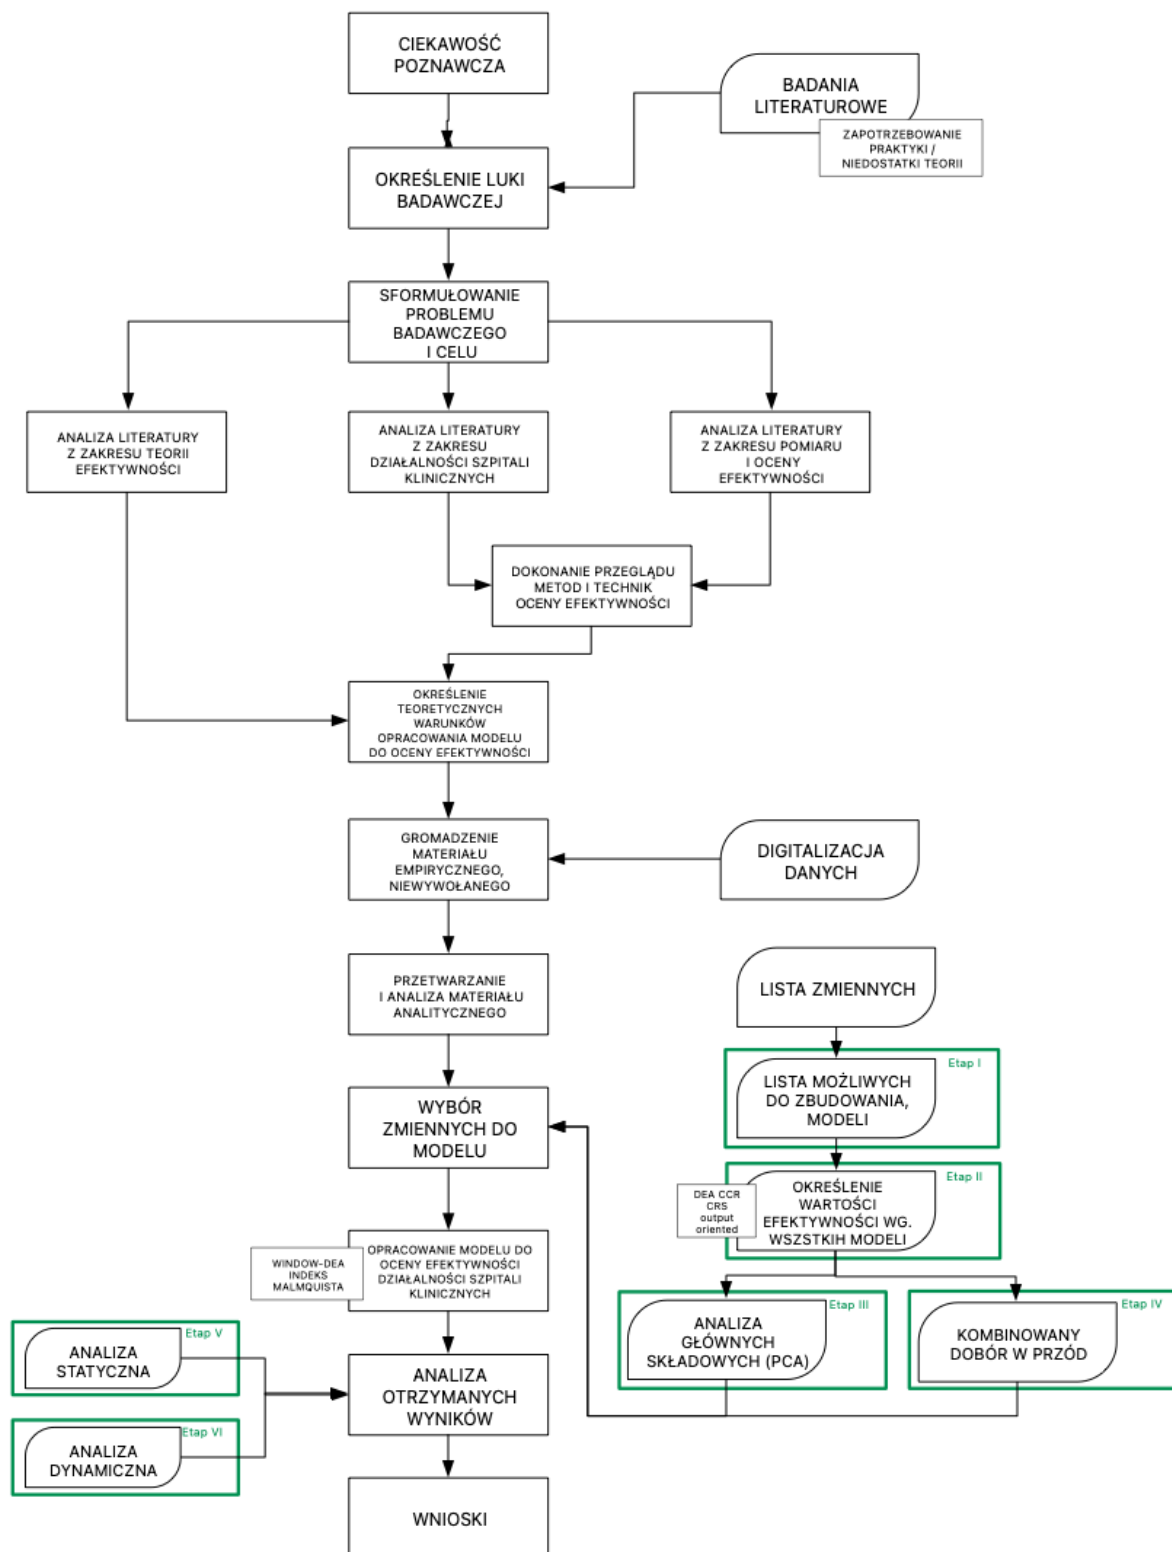 CIEKAWOŚĆ
POZNAWCZA
BADANIA
LITERATUROWE
ZAPOTRZEBOWANIE
PRAKTYKI /
NIEDOSTATKI TEORII
OKREŚLENIE LUKI
BADAWCZEJ
SFORMUŁOWANIE
PROBLEMU
BADAWCZEGO
I CELU
ANALIZA LITERATURY
Z ZAKRESU TEORII
EFEKTYWNOŚCI
ANALIZA LITERATURY
Z ZAKRESU
DZIAŁALNOŚCI SZPITALI
KLINICZNYCH
ANALIZA LITERATURY
Z ZAKRESU POMIARU
I OCENY
EFEKTYWNOŚCI
DOKONANIE PRZEGLĄDU
METOD I TECHNIK
OCENY EFEKTYWNOŚCI
OKREŚLENIE
TEORETYCZNYCH
WARUNKÓW
OPRACOWANIA MODELU
DO OCENY EFEKTYWNOŚCI
GROMADZENIE
MATERIAŁU
EMPIRYCZNEGO,
NIEWYWOŁANEGO
DIGITALIZACJA
DANYCH
PRZETWARZANIE
I ANALIZA MATERIAŁU
ANALITYCZNEGO
LISTA ZMIENNYCH
Etap I
LISTA MOŻLIWYCH
DO ZBUDOWANIA,
MODELI
WYBÓR
ZMIENNYCH DO
MODELU
Etap II
DEA CCR
CRS
output
oriented
OKREŚLENIE
WARTOŚCI
EFEKTYWNOŚCI WG.
WSZSTKIH MODELI
WINDOW-DEA
INDEKS
MALMQUISTA
OPRACOWANIE MODELU DO
OCENY EFEKTYWNOŚCI
DZIAŁALNOŚCI SZPITALI
KLINICZNYCH
Etap III
ANALIZA
GŁÓWNYCH
SKŁADOWYCH (PCA)
Etap IV
KOMBINOWANY
DOBÓR W PRZÓD
Etap V
ANALIZA
STATYCZNA
ANALIZA
OTRZYMANYCH
WYNIKÓW
Etap VI
ANALIZA
DYNAMICZNA
WNIOSKI